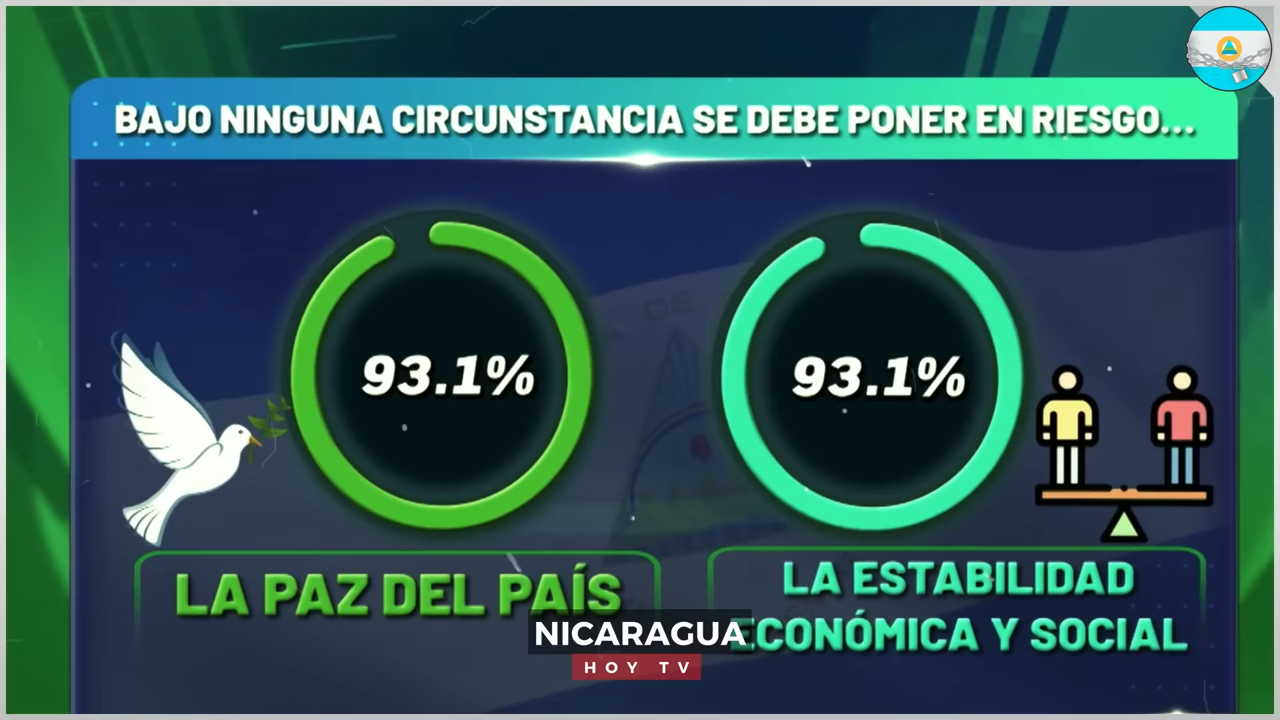 BAJO NINGUNA CIRCUNSTANCIA SE DEBE PONER EN RIESGO...
DE
93.1%
93.1%
LA PAZ DEL PAÍS
LA ESTABILIDAD
ECONÓMICA Y SOCIAL
NICARAGUA
HOY TV